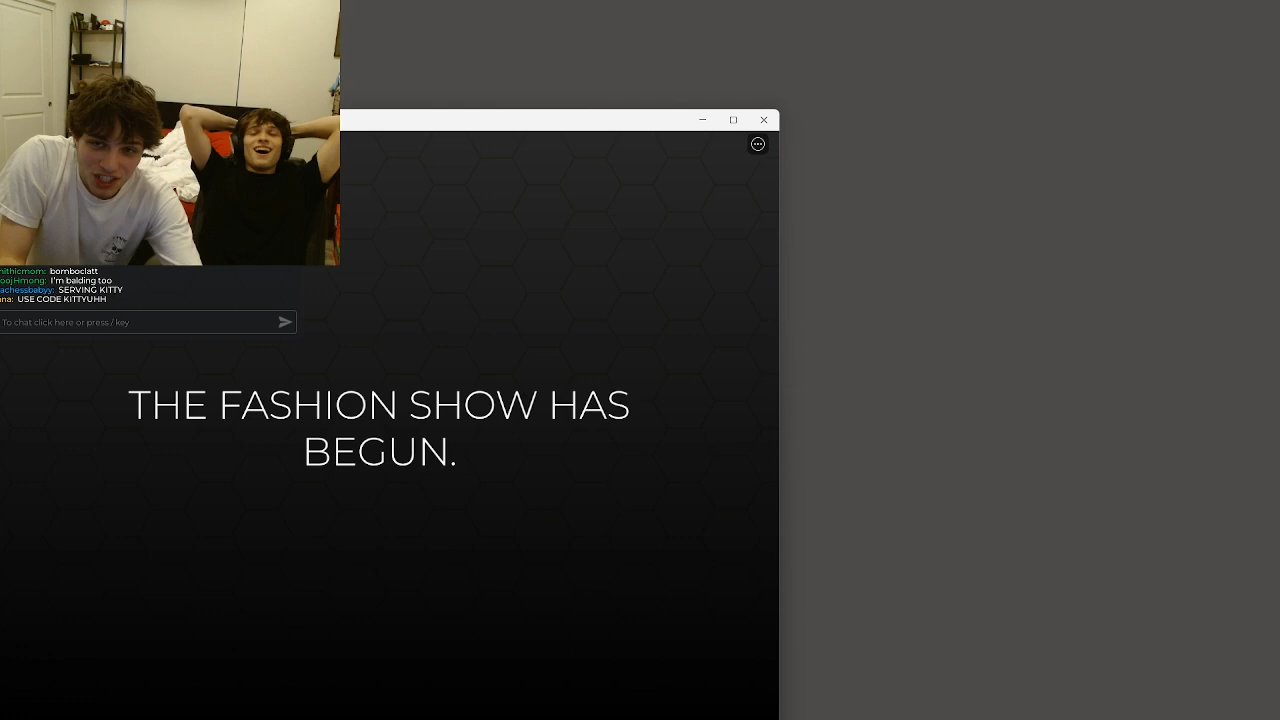 bomboclatt
I'm balding too
SERVING KITTY
USE CODE KITTYUHH
To chat click here or press / key
THE FASHION SHOW HAS
BEGUN.